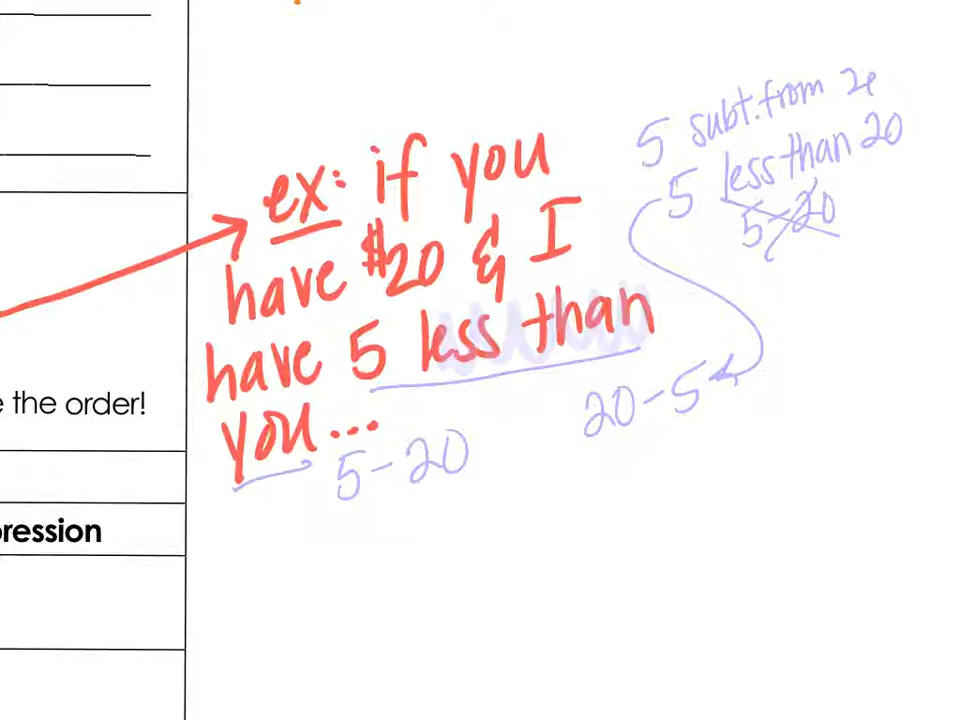 5 subt. from 20
5 less than 20
5-20
ex: if you
have $20 & I
have 5 less than
you...
5-20
20-5
e the order!
pression